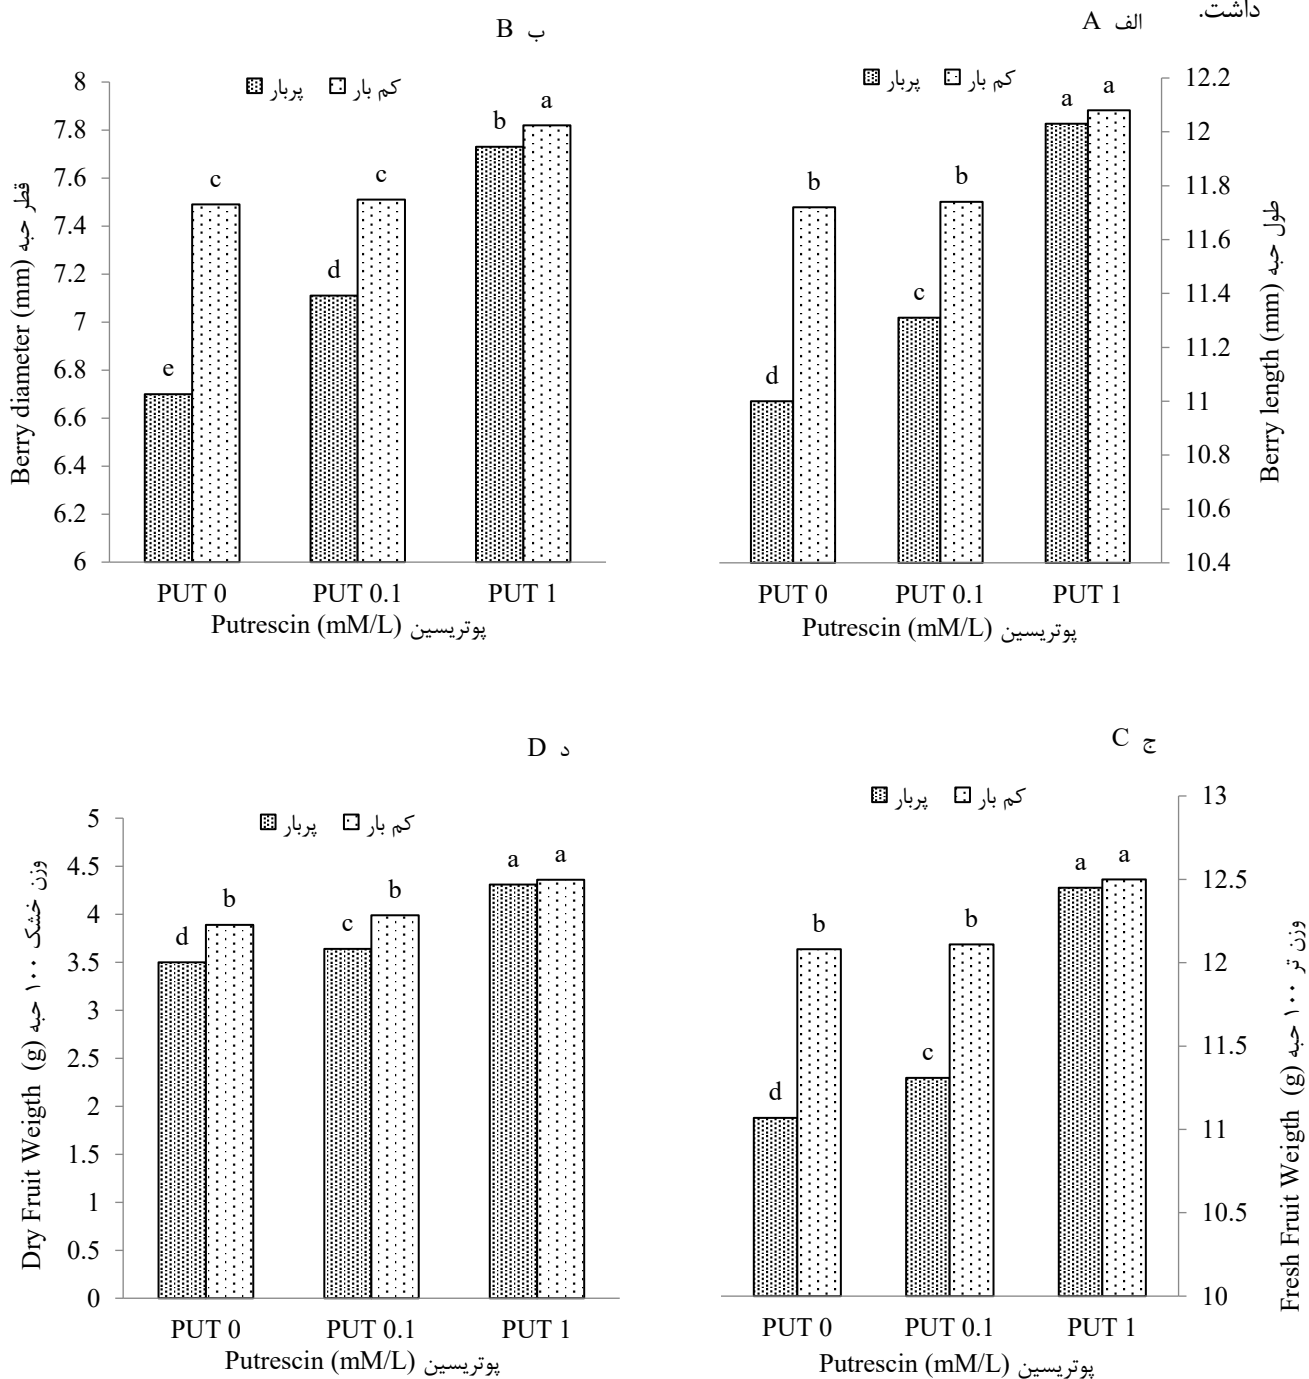 داشت.
الف A
پربار
کم بار
12.2
12
11.8
11.6
11.4
11.2
11
10.8
10.6
10.4
طول حبه Berry length (mm)
a a
b
b
c
d
PUT 0 PUT 0.1 PUT 1
پوتریسین Putrescin (mM/L)
ب B
پربار
کم بار
8
7.8
7.6
7.4
7.2
7
6.8
6.6
6.4
6.2
6
قطر حبه Berry diameter (mm)
a
b
c
c
d
e
PUT 0 PUT 0.1 PUT 1
پوتریسین Putrescin (mM/L)
ج C
پربار
کم بار
13
12.5
12
11.5
11
10.5
10
وزن تر ۱۰۰ حبه Fresh Fruit Weigth (g)
a a
b
b
c
d
PUT 0 PUT 0.1 PUT 1
پوتریسین Putrescin (mM/L)
د D
پربار
کم بار
5
4.5
4
3.5
3
2.5
2
1.5
1
0.5
0
وزن خشک ۱۰۰ حبه Dry Fruit Weigth (g)
a a
b
b
c
d
PUT 0 PUT 0.1 PUT 1
پوتریسین Putrescin (mM/L)